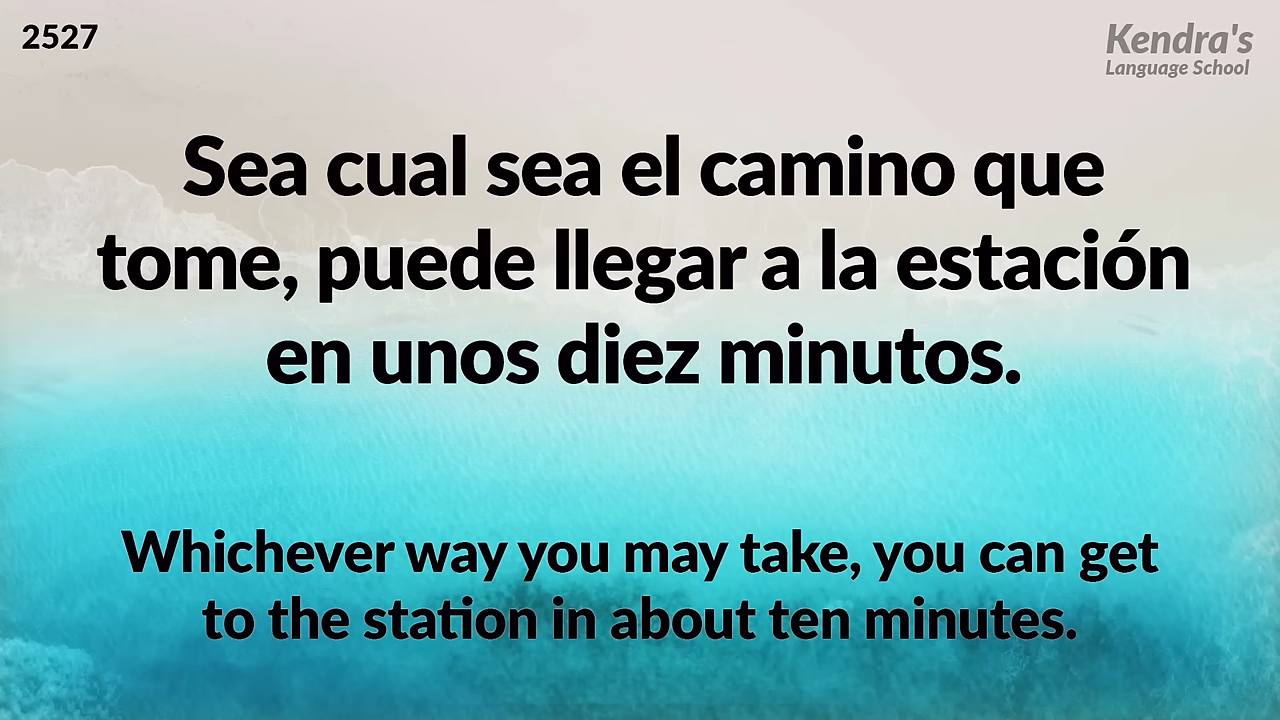 2527
Kendra's
Language School
Sea cual sea el camino que
tome, puede llegar a la estación
en unos diez minutos.
Whichever way you may take, you can get
to the station in about ten minutes.